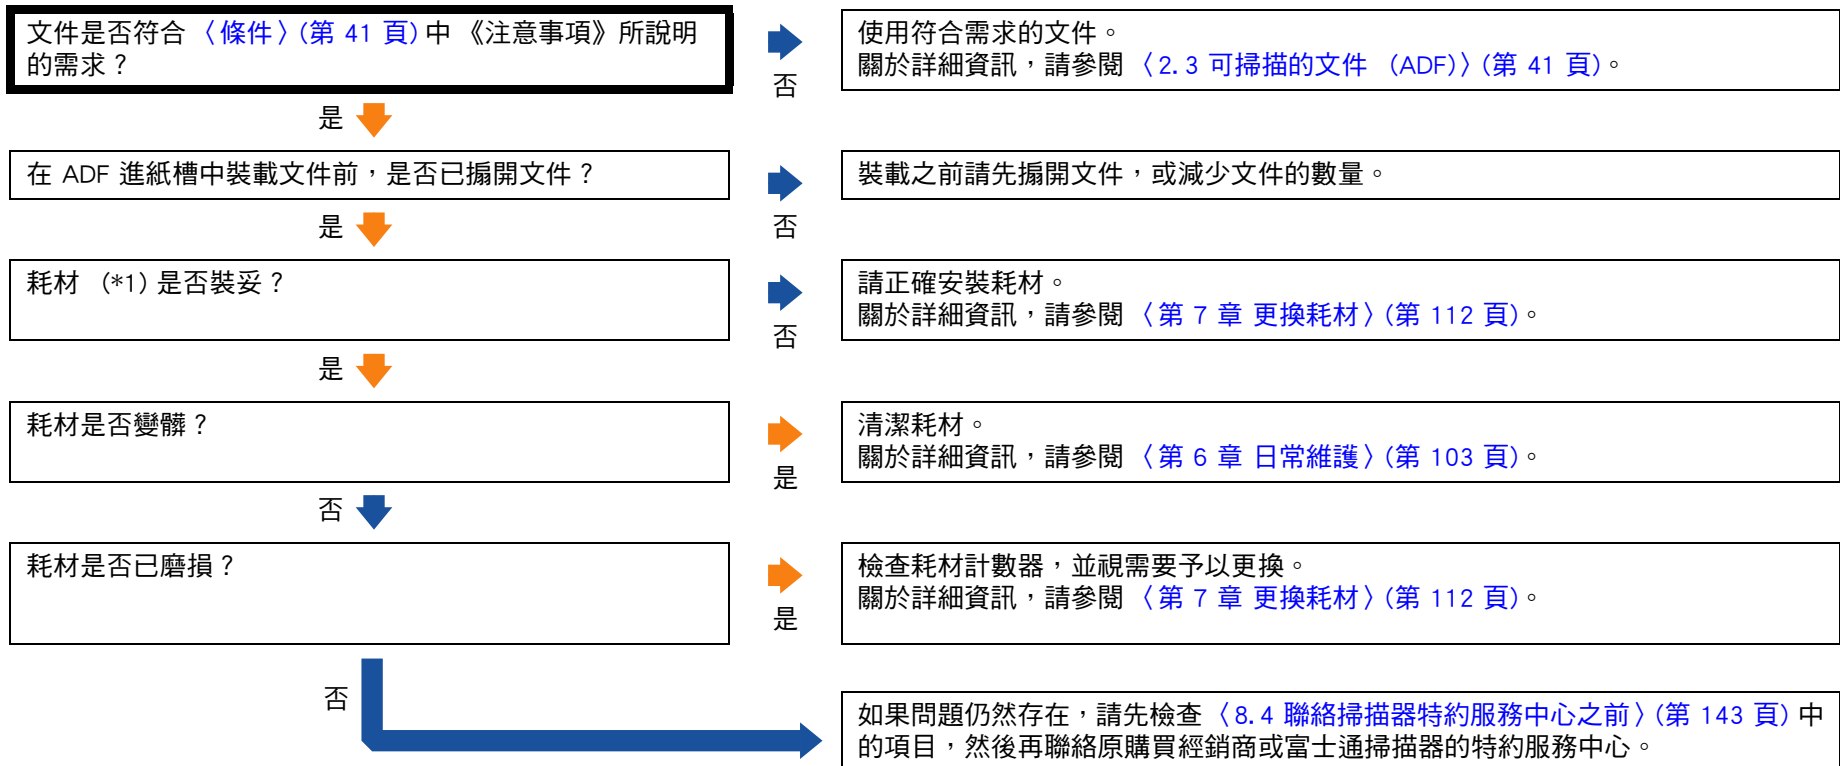 文件是否符合 〈條件〉(第 41 頁) 中 《注意事項》所說明
的需求？
使用符合需求的文件。
關於詳細資訊，請參閱 〈2.3 可掃描的文件 (ADF)〉(第 41 頁)。
否
是
在 ADF 進紙槽中裝載文件前，是否已搧開文件？
裝載之前請先搧開文件，或減少文件的數量。
否
是
耗材 (*1) 是否裝妥？
請正確安裝耗材。
關於詳細資訊，請參閱 〈第 7 章 更換耗材〉(第 112 頁)。
否
是
耗材是否變髒？
清潔耗材。
關於詳細資訊，請參閱 〈第 6 章 日常維護〉(第 103 頁)。
是
否
耗材是否已磨損？
檢查耗材計數器，並視需要予以更換。
關於詳細資訊，請參閱 〈第 7 章 更換耗材〉(第 112 頁)。
是
否
如果問題仍然存在，請先檢查 〈8.4 聯絡掃描器特約服務中心之前〉(第 143 頁) 中
的項目，然後再聯絡原購買經銷商或富士通掃描器的特約服務中心。